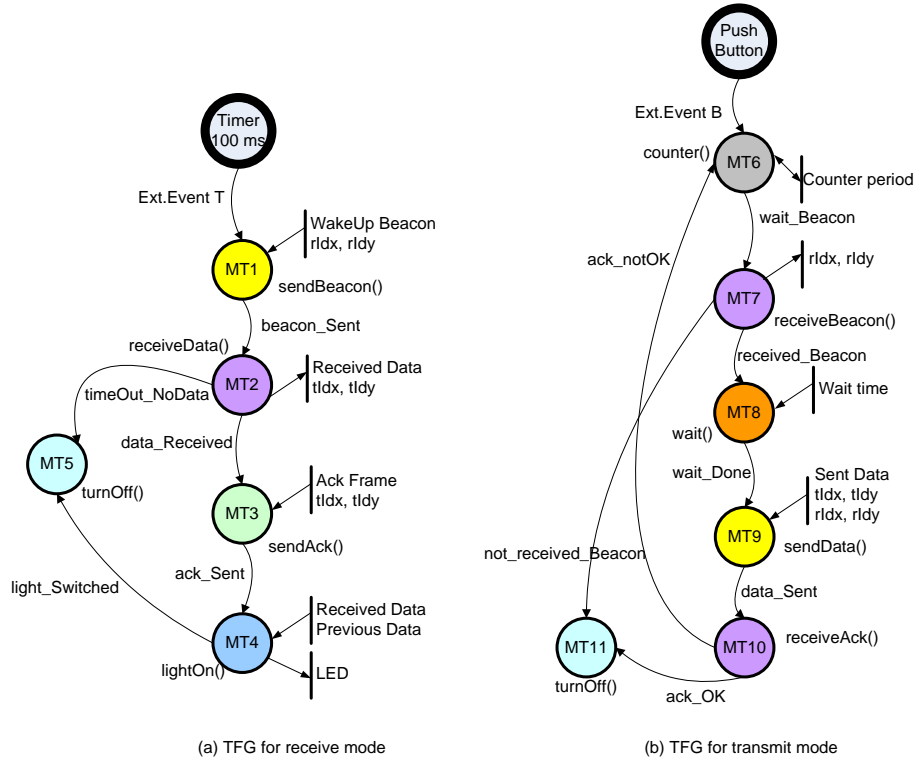 Timer
100 ms
Ext.Event T
WakeUp Beacon
rIdx, rIdy
MT1
sendBeacon()
beacon_Sent
receiveData()
MT2
Received Data
tIdx, tIdy
timeOut_NoData
data_Received
MT5
turnOff()
Ack Frame
tIdx, tIdy
MT3
sendAck()
ack_Sent
light_Switched
Received Data
Previous Data
MT4
lightOn()
LED
(a) TFG for receive mode
Push
Button
Ext.Event B
counter()
MT6
Counter period
wait_Beacon
ack_notOK
rIdx, rIdy
MT7
receiveBeacon()
received_Beacon
Wait time
MT8
wait()
wait_Done
Sent Data
tIdx, tIdy
rIdx, rIdy
MT9
sendData()
not_received_Beacon
data_Sent
receiveAck()
MT11
MT10
turnOff()
ack_OK
(b) TFG for transmit mode